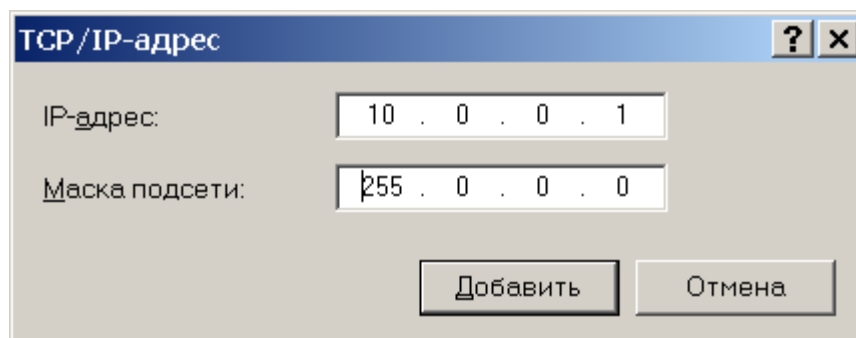 TCP/IP-адрес ? ×
IP-адрес: 10 . 0 . 0 . 1
Маска подсети: 255 . 0 . 0 . 0
Добавить Отмена